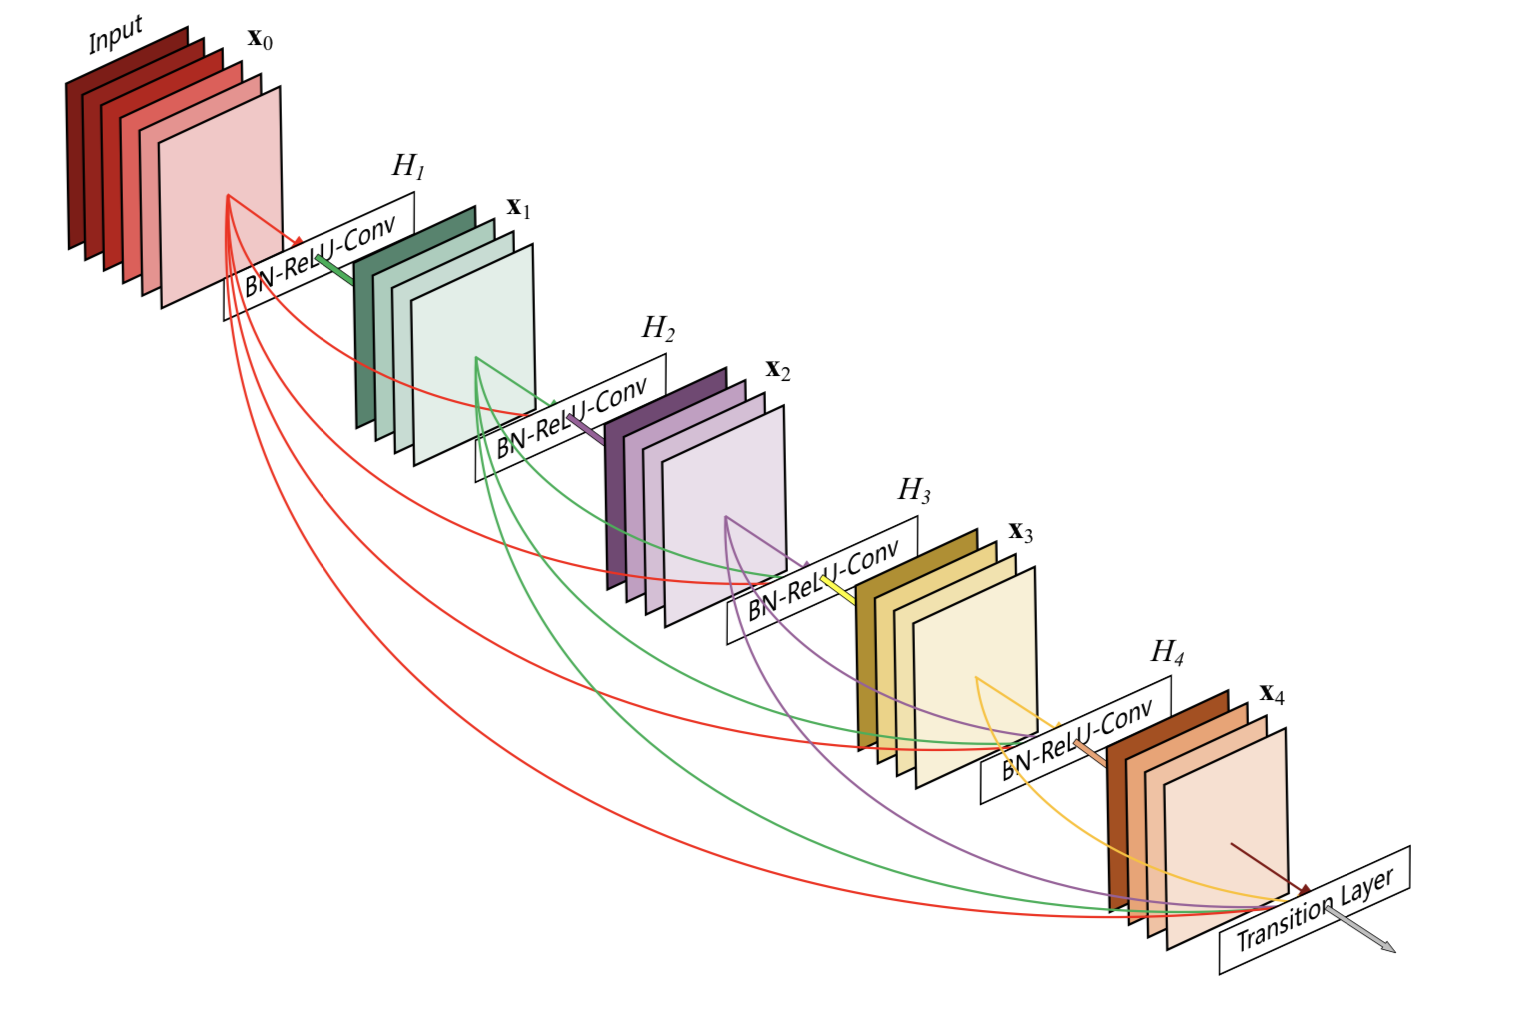 Input
x₀
H₁
BN-ReLU-Conv
x₁
H₂
BN-ReLU-Conv
x₂
H₃
BN-ReLU-Conv
x₃
H₄
BN-ReLU-Conv
x₄
Transition Layer